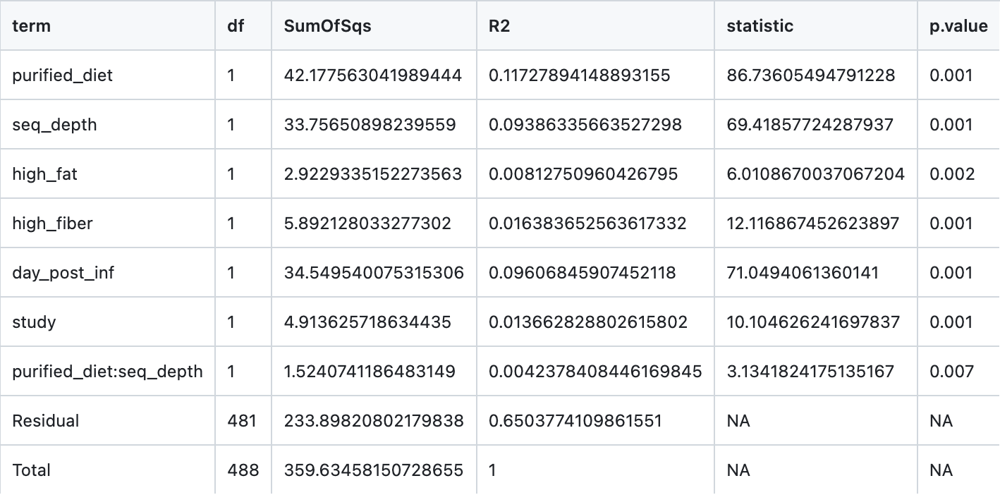 term df SumOfSqs R2 statistic p.value
purified_diet 1 42.177563041989444 0.11727894148893155 86.73605494791228 0.001
seq_depth 1 33.75650898239559 0.09386335663527298 69.41857724287937 0.001
high_fat 1 2.9229335152273563 0.00812750960426795 6.0108670037067204 0.002
high_fiber 1 5.892128033277302 0.016383652563617332 12.116867452623897 0.001
day_post_inf 1 34.549540075315306 0.09606845907452118 71.0494061360141 0.001
study 1 4.913625718634435 0.013662828802615802 10.104626241697837 0.001
purified_diet:seq_depth 1 1.5240741186483149 0.0042378408446169845 3.1341824175135167 0.007
Residual 481 233.89820802179838 0.6503774109861551 NA NA
Total 488 359.63458150728655 1 NA NA